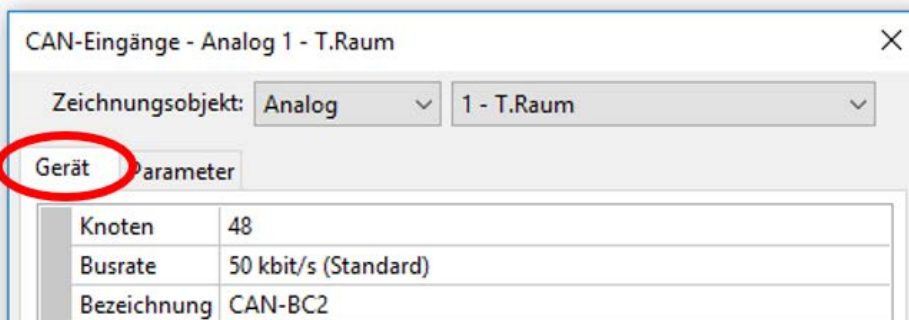 CAN-Eingänge - Analog 1 - T.Raum
Zeichnungsobjekt: Analog 1 - T.Raum
Gerät Parameter
Knoten 48
Busrate 50 kbit/s (Standard)
Bezeichnung CAN-BC2